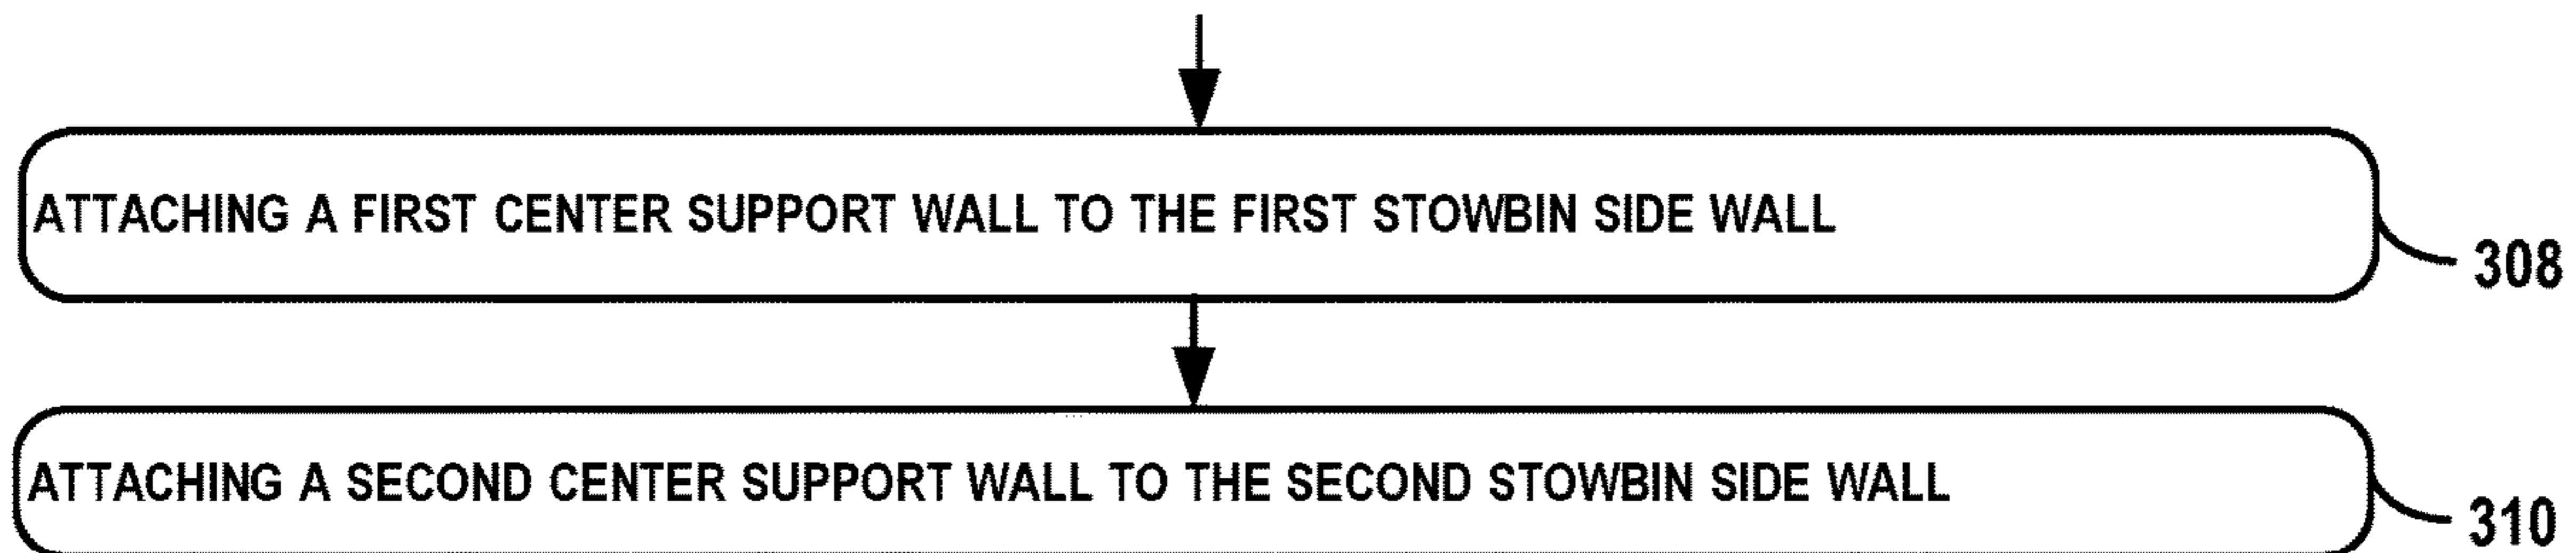 ATTACHING A FIRST CENTER SUPPORT WALL TO THE FIRST STOWBIN SIDE WALL
308
ATTACHING A SECOND CENTER SUPPORT WALL TO THE SECOND STOWBIN SIDE WALL
310